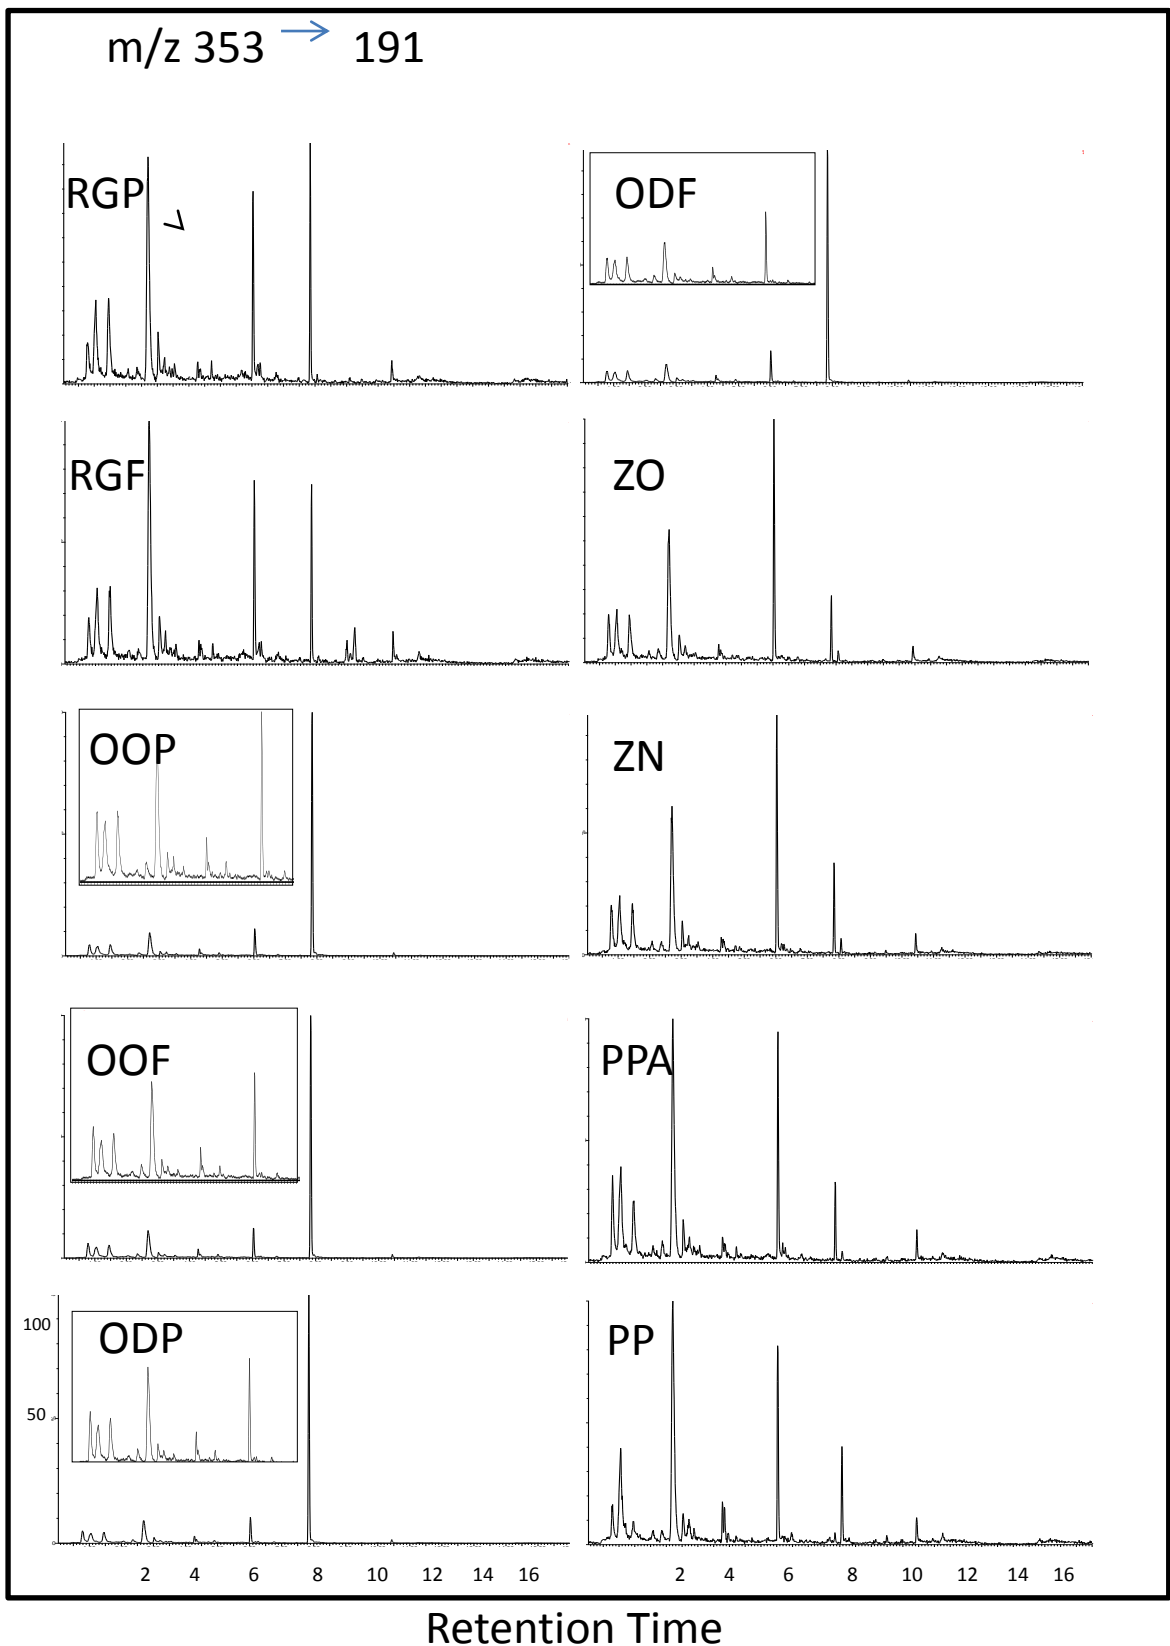 m/z 353 → 191
RGP
ODF
RGF
ZO
OOP
ZN
OOF
PPA
ODP
PP
100
50
2 4 6 8 10 12 14 16
2 4 6 8 10 12 14 16
Retention Time